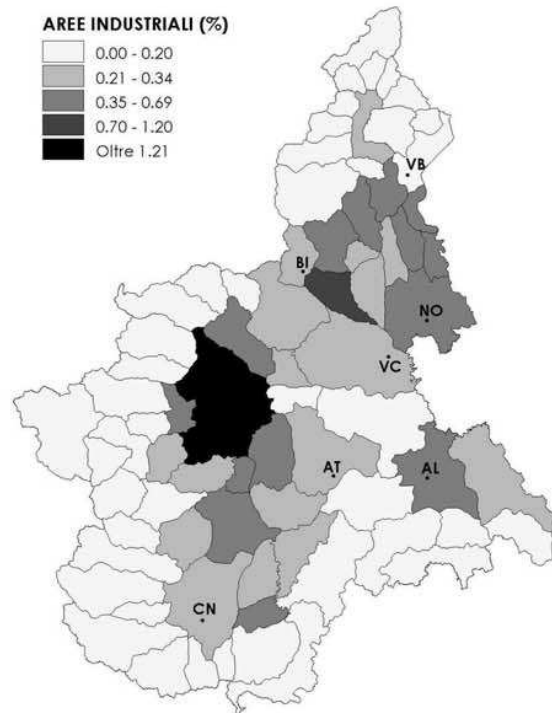 AREE INDUSTRIALI (%)
0.00 - 0.20
0.21 - 0.34
0.35 - 0.69
0.70 - 1.20
Oltre 1.21
VB
BI
NO
VC
AT
AL
CN